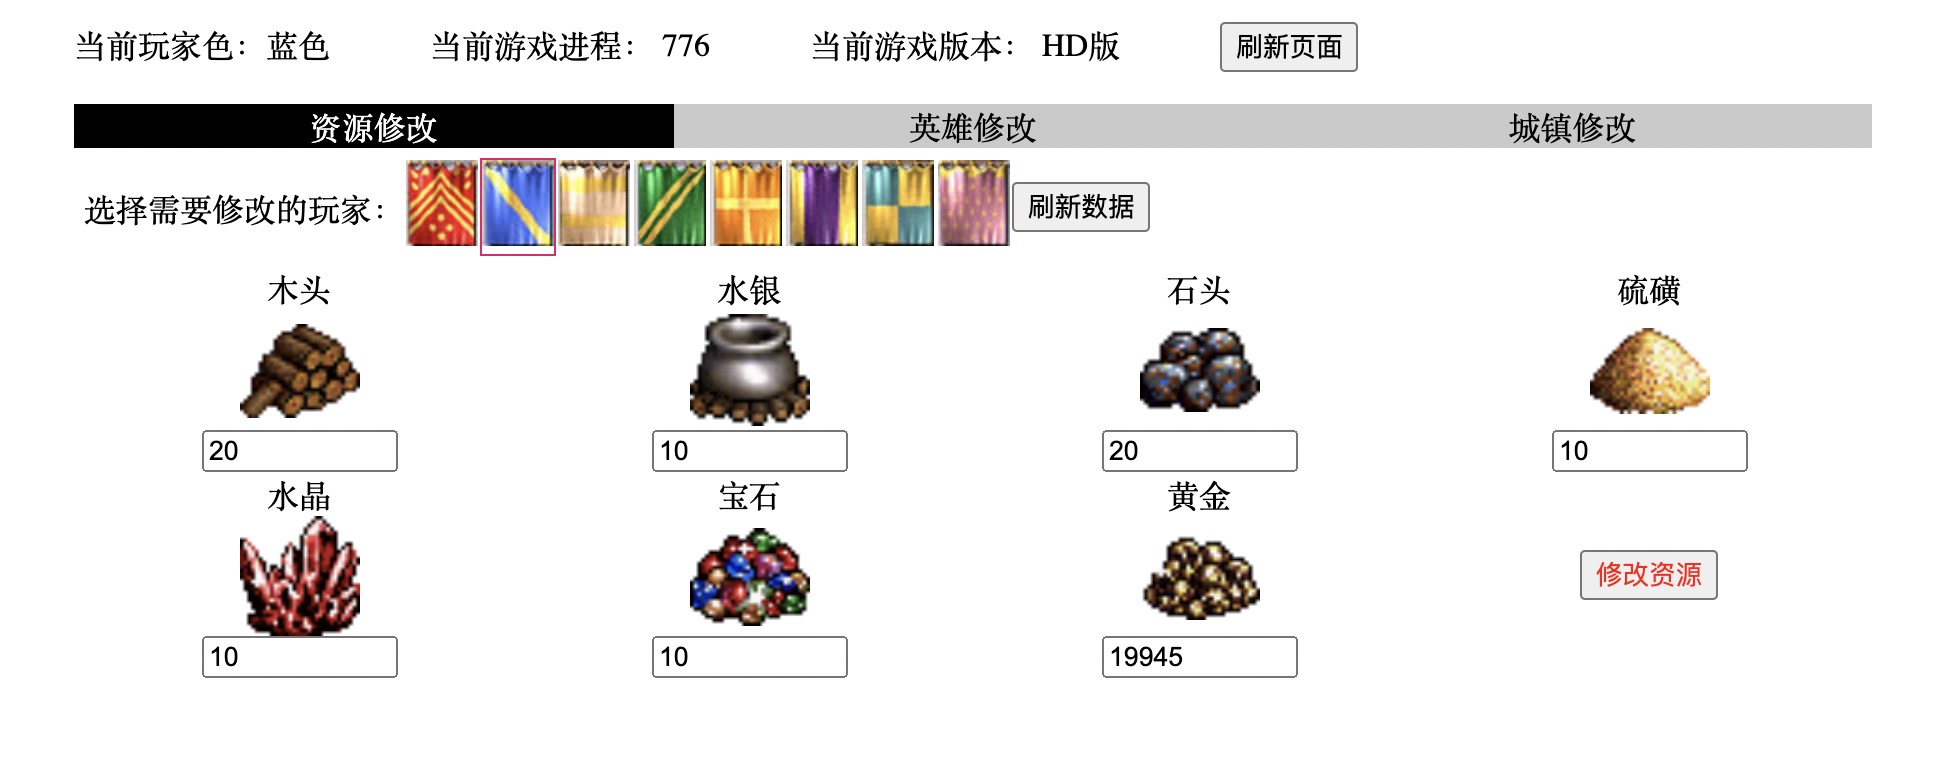 当前玩家色：蓝色 当前游戏进程： 776 当前游戏版本： HD版 刷新页面
资源修改 英雄修改 城镇修改
选择需要修改的玩家： 刷新数据
木头 水银 石头 硫磺
20 10 20 10
水晶 宝石 黄金
修改资源
10 10 19945